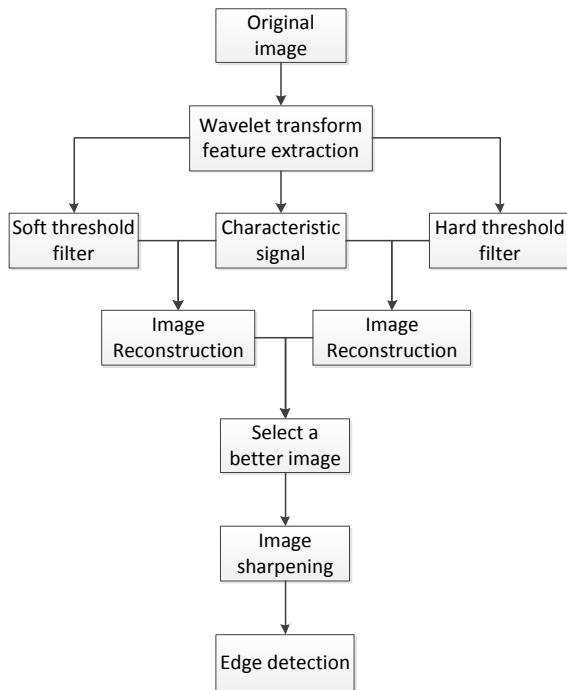 Original
image
Wavelet transform
feature extraction
Soft threshold
filter
Characteristic
signal
Hard threshold
filter
Image
Reconstruction
Image
Reconstruction
Select a
better image
Image
sharpening
Edge detection